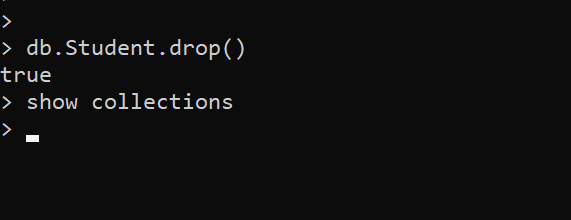 >
> db.Student.drop()
true
> show collections
>